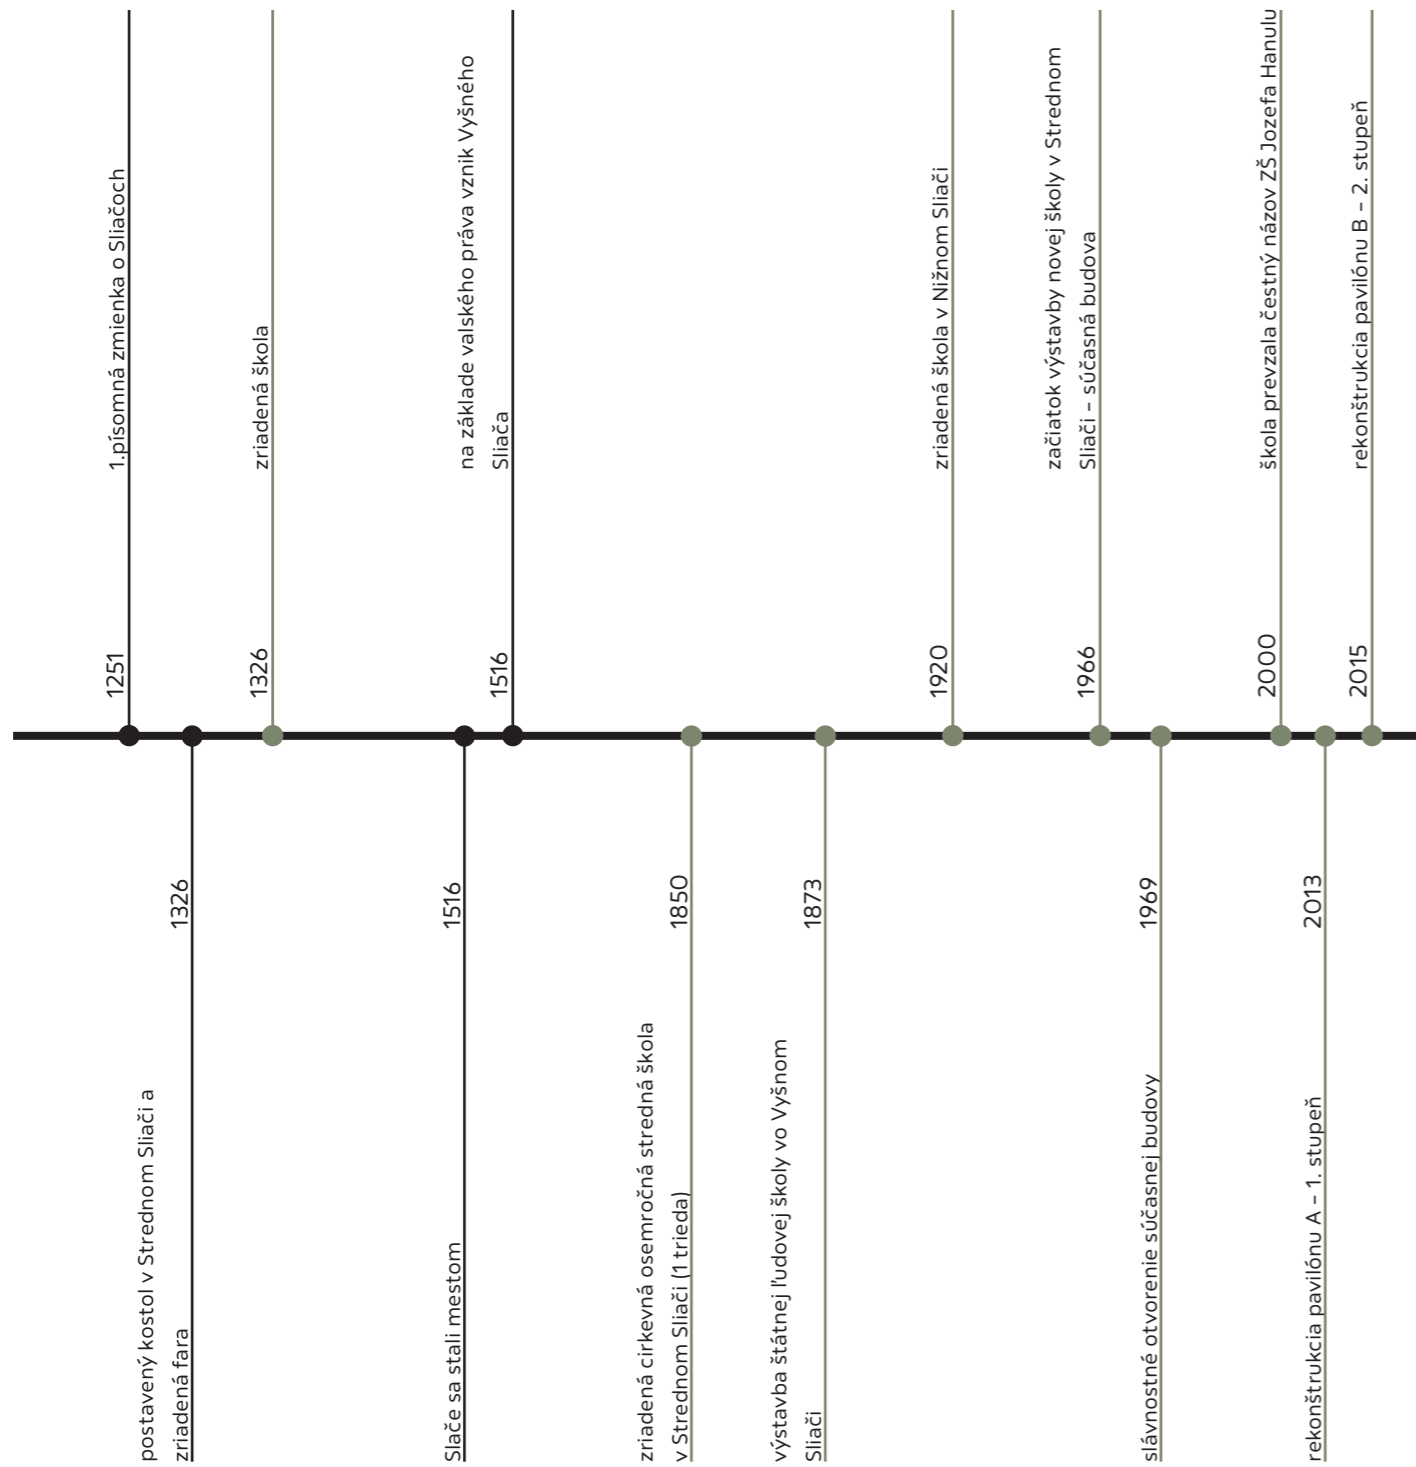 1251
1.písomná zmienka o Sliačoch
1326
postavený kostol v Strednom Sliači a
zriadená fara
1326
zriadená škola
1516
Slače sa stali mestom
1516
na základe valského práva vznik Vyšného
Sliača
1850
zriadená cirkevná osemročná stredná škola
v Strednom Sliači (1 trieda)
1873
výstavba štátnej ľudovej školy vo Vyšnom
Sliači
1920
zriadená škola v Nižnom Sliači
1966
začiatok výstavby novej školy v Strednom
Sliači – súčasná budova
1969
slávnostné otvorenie súčasnej budovy
2000
škola prevzala čestný názov ZŠ Jozefa Hanulu
2013
rekonštrukcia pavilónu A – 1. stupeň
2015
rekonštrukcia pavilónu B – 2. stupeň